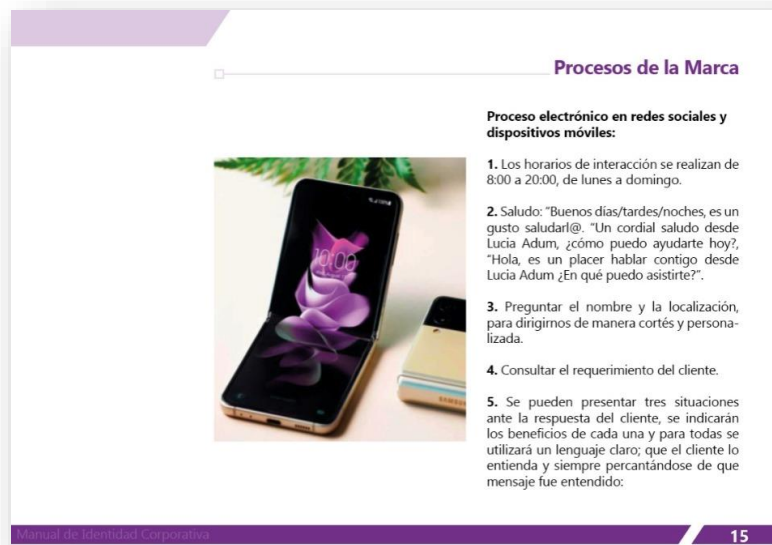 Procesos de la Marca
Proceso electrónico en redes sociales y
dispositivos móviles:
1. Los horarios de interacción se realizan de
8:00 a 20:00, de lunes a domingo.
2. Saludo: "Buenos días/tardes/noches, es un
gusto saludarl@. "Un cordial saludo desde
Lucia Adum, ¿cómo puedo ayudarte hoy?,
"Hola, es un placer hablar contigo desde
Lucia Adum ¿En qué puedo asistirte?".
3. Preguntar el nombre y la localización,
para dirigirnos de manera cortés y persona-
lizada.
4. Consultar el requerimiento del cliente.
5. Se pueden presentar tres situaciones
ante la respuesta del cliente, se indicarán
los beneficios de cada una y para todas se
utilizará un lenguaje claro; que el cliente lo
entienda y siempre percantándose de que
mensaje fue entendido:
10:00
SAMSUNG
Manual de Identidad Corporativa
15